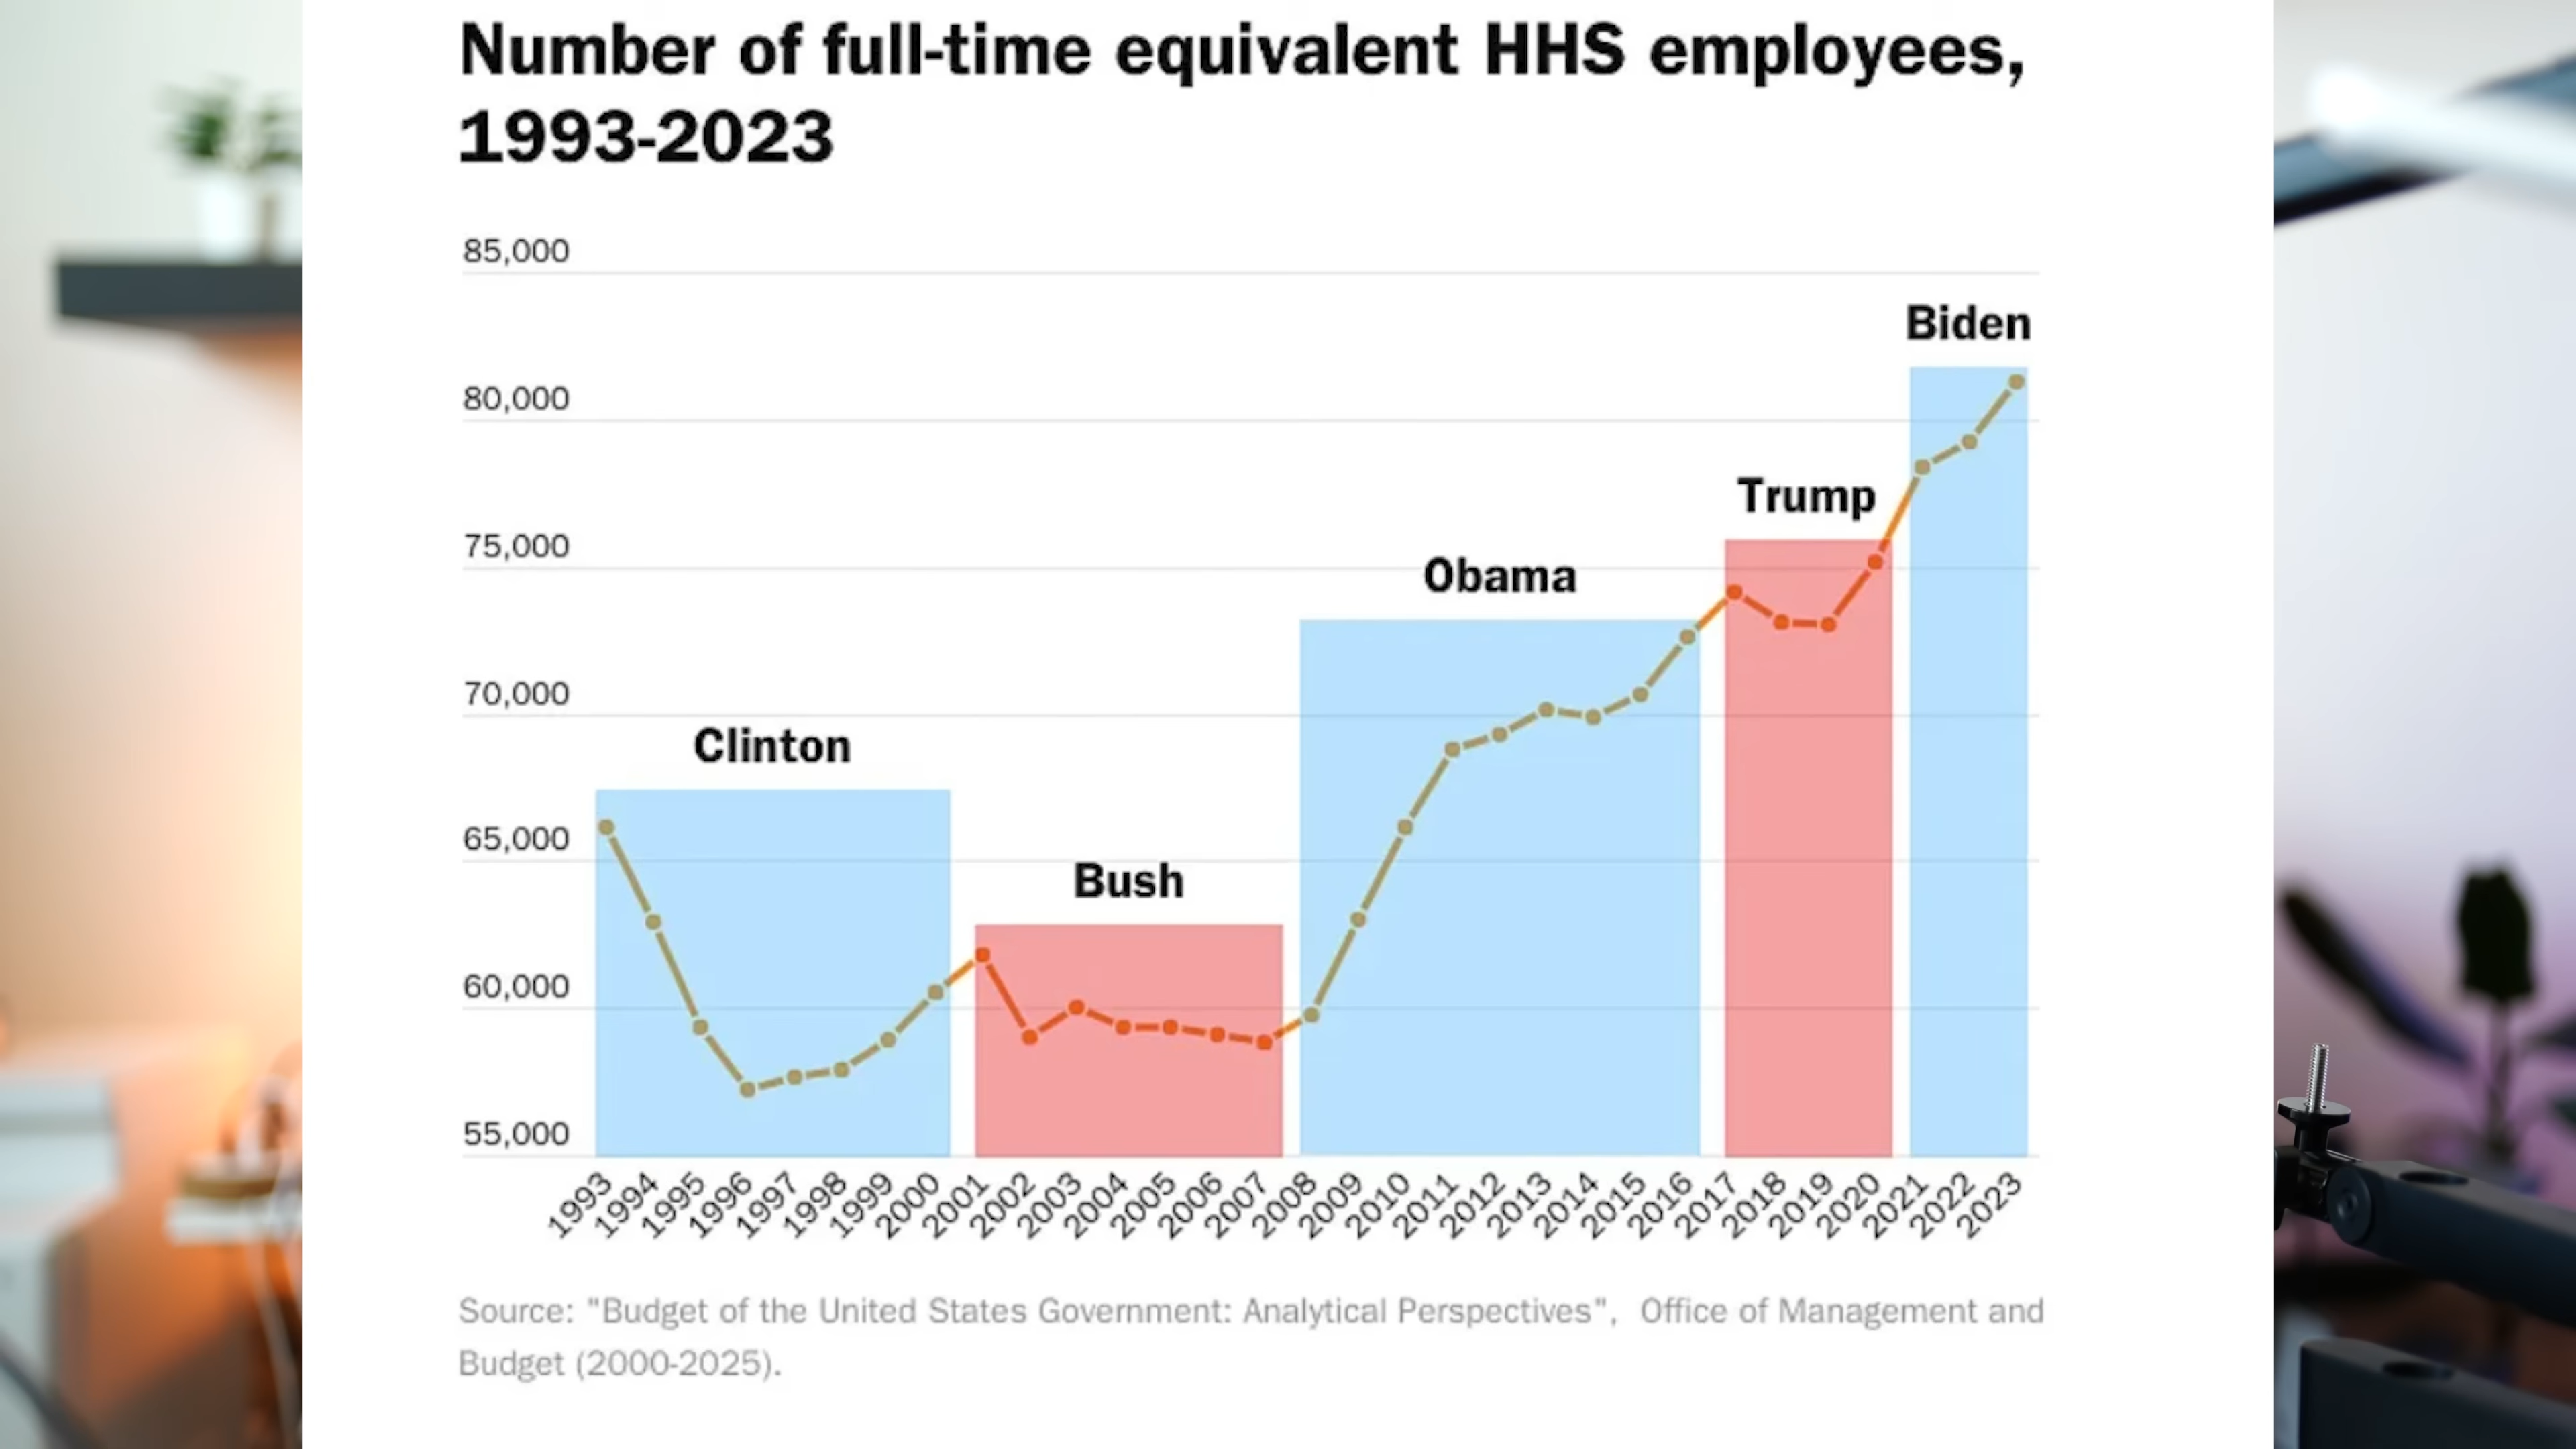 Number of full-time equivalent HHS employees,
1993-2023
85,000
Biden
80,000
Trump
75,000
Obama
70,000
Clinton
65,000
Bush
60,000
55,000
1993 1994 1995 1996 1997 1998 1999 2000 2001 2002 2003 2004 2005 2006 2007 2008 2009 2010 2011 2012 2013 2014 2015 2016 2017 2018 2019 2020 2021 2022 2023
Source: "Budget of the United States Government: Analytical Perspectives", Office of Management and
Budget (2000-2025).